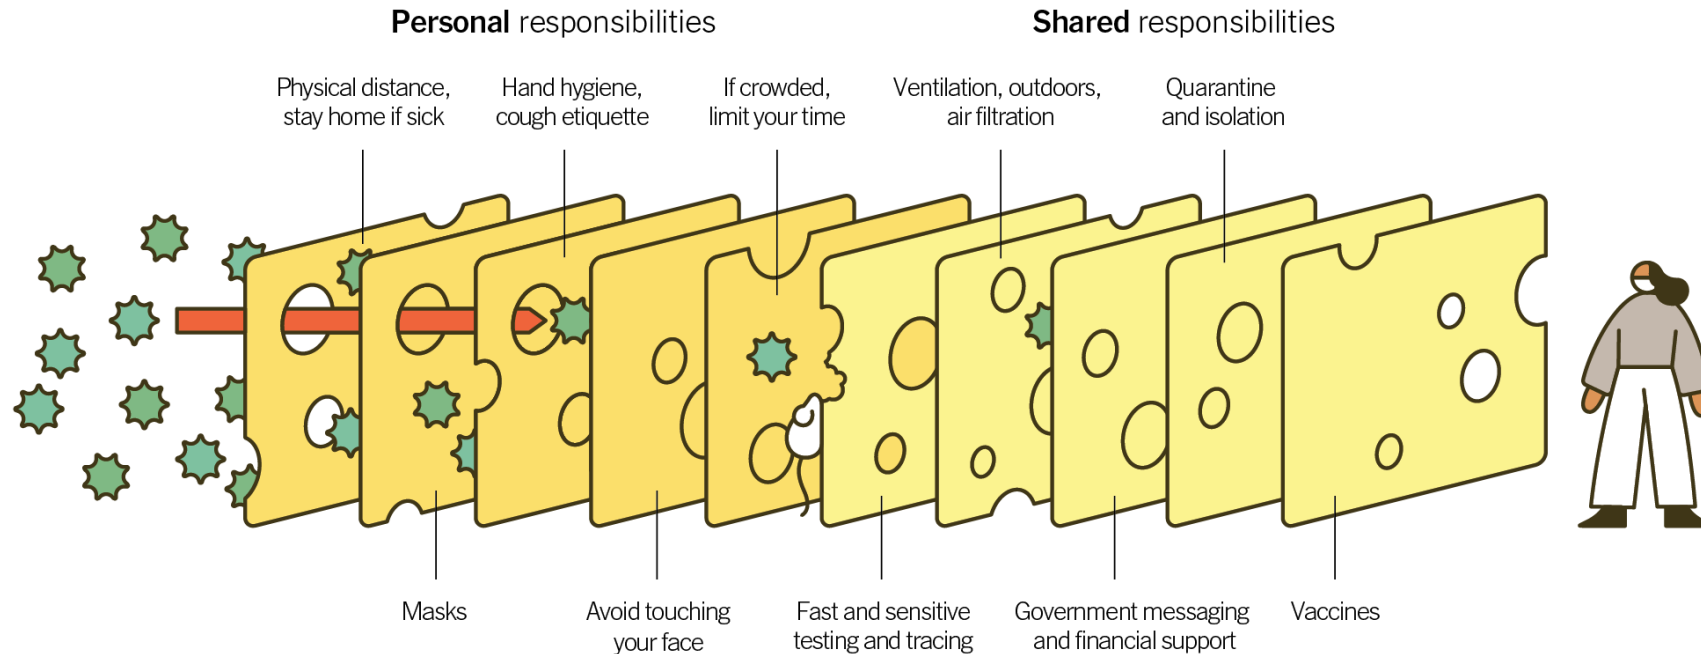 Personal responsibilities
Shared responsibilities
Physical distance,
stay home if sick
Hand hygiene,
cough etiquette
If crowded,
limit your time
Ventilation, outdoors,
air filtration
Quarantine
and isolation
Masks
Avoid touching
your face
Fast and sensitive
testing and tracing
Government messaging
and financial support
Vaccines